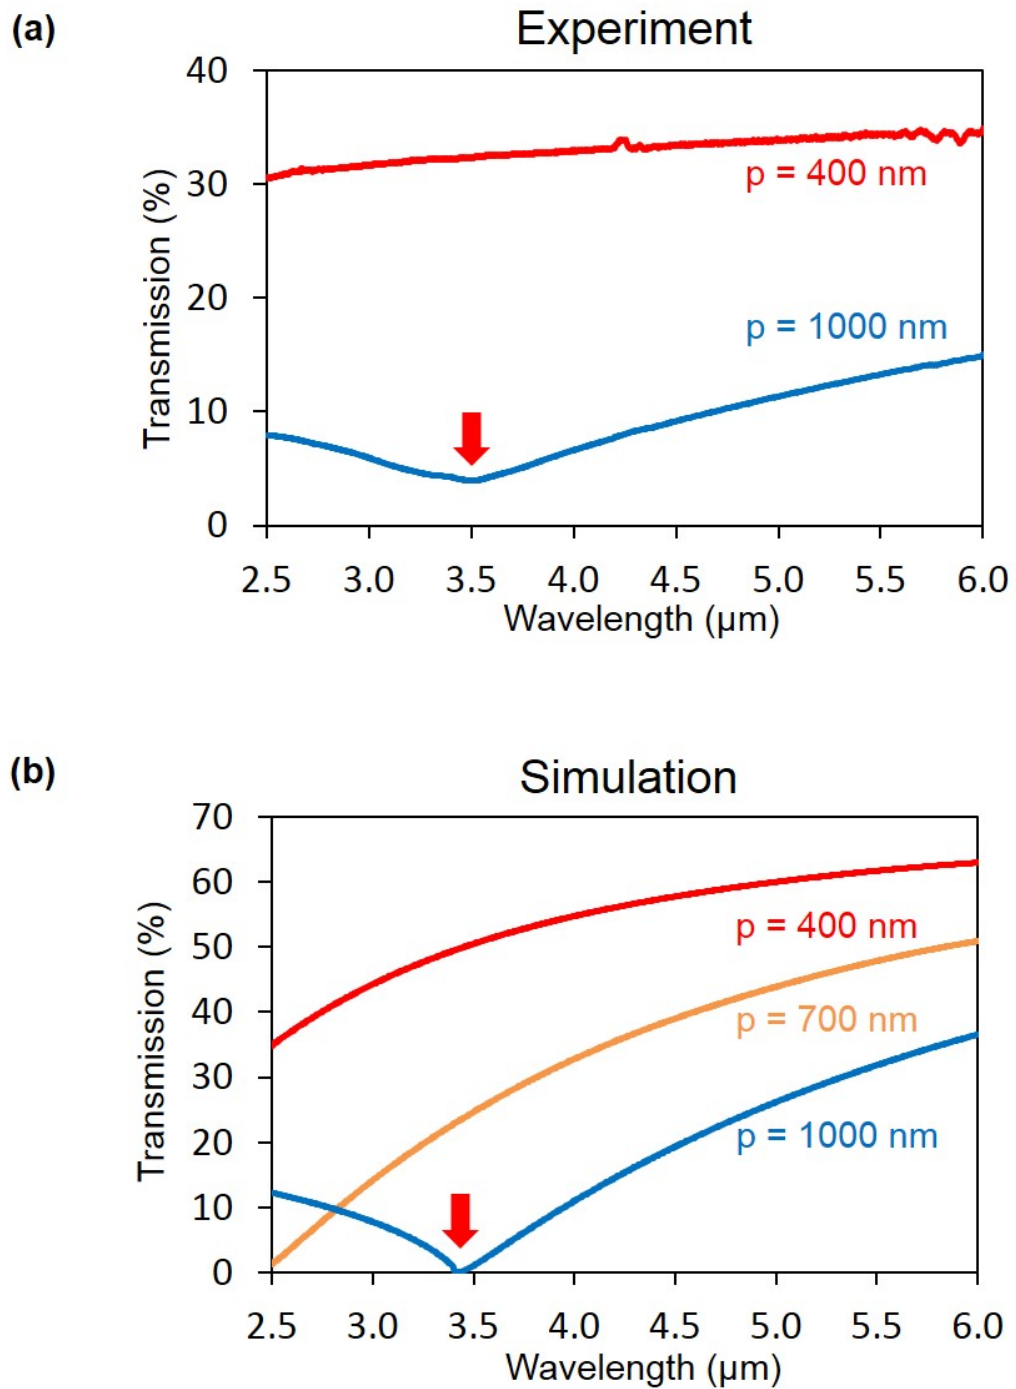 (a)
Experiment
Transmission (%)
40
30
20
10
0
p = 400 nm
p = 1000 nm
2.5 3.0 3.5 4.0 4.5 5.0 5.5 6.0
Wavelength (μm)
(b)
Simulation
Transmission (%)
70
60
50
40
30
20
10
0
p = 400 nm
p = 700 nm
p = 1000 nm
2.5 3.0 3.5 4.0 4.5 5.0 5.5 6.0
Wavelength (μm)